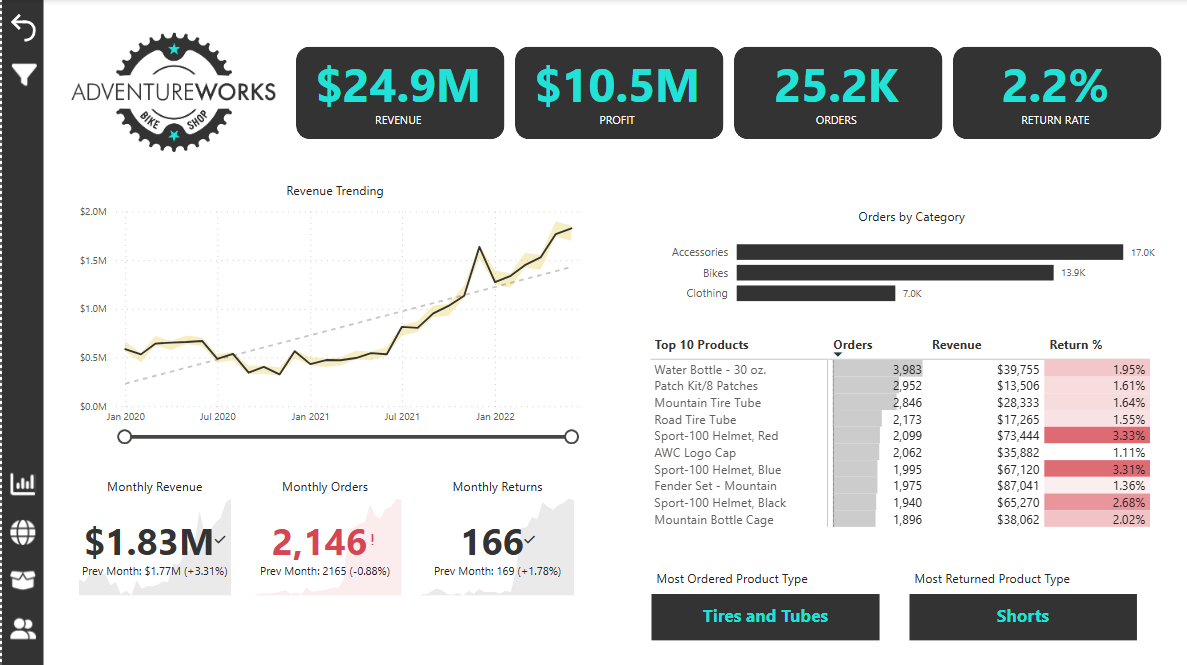 ADVENTUREWORKS
BIKE SHOP
$24.9M
REVENUE
$10.5M
PROFIT
25.2K
ORDERS
2.2%
RETURN RATE
Revenue Trending
$2.0M
$1.5M
$1.0M
$0.5M
$0.0M
Jan 2020 Jul 2020 Jan 2021 Jul 2021 Jan 2022
Orders by Category
Accessories 17.0K
Bikes 13.9K
Clothing 7.0K
Top 10 Products Orders Revenue Return %
Water Bottle - 30 oz. 3,983 $39,755 1.95%
Patch Kit/8 Patches 2,952 $13,506 1.61%
Mountain Tire Tube 2,846 $28,333 1.64%
Road Tire Tube 2,173 $17,265 1.55%
Sport-100 Helmet, Red 2,099 $73,444 3.33%
AWC Logo Cap 2,062 $35,882 1.11%
Sport-100 Helmet, Blue 1,995 $67,120 3.31%
Fender Set - Mountain 1,975 $87,041 1.36%
Sport-100 Helmet, Black 1,940 $65,270 2.68%
Mountain Bottle Cage 1,896 $38,062 2.02%
Monthly Revenue
$1.83M
Prev Month: $1.77M (+3.31%)
Monthly Orders
2,146!
Prev Month: 2165 (-0.88%)
Monthly Returns
166
Prev Month: 169 (+1.78%)
Most Ordered Product Type
Tires and Tubes
Most Returned Product Type
Shorts